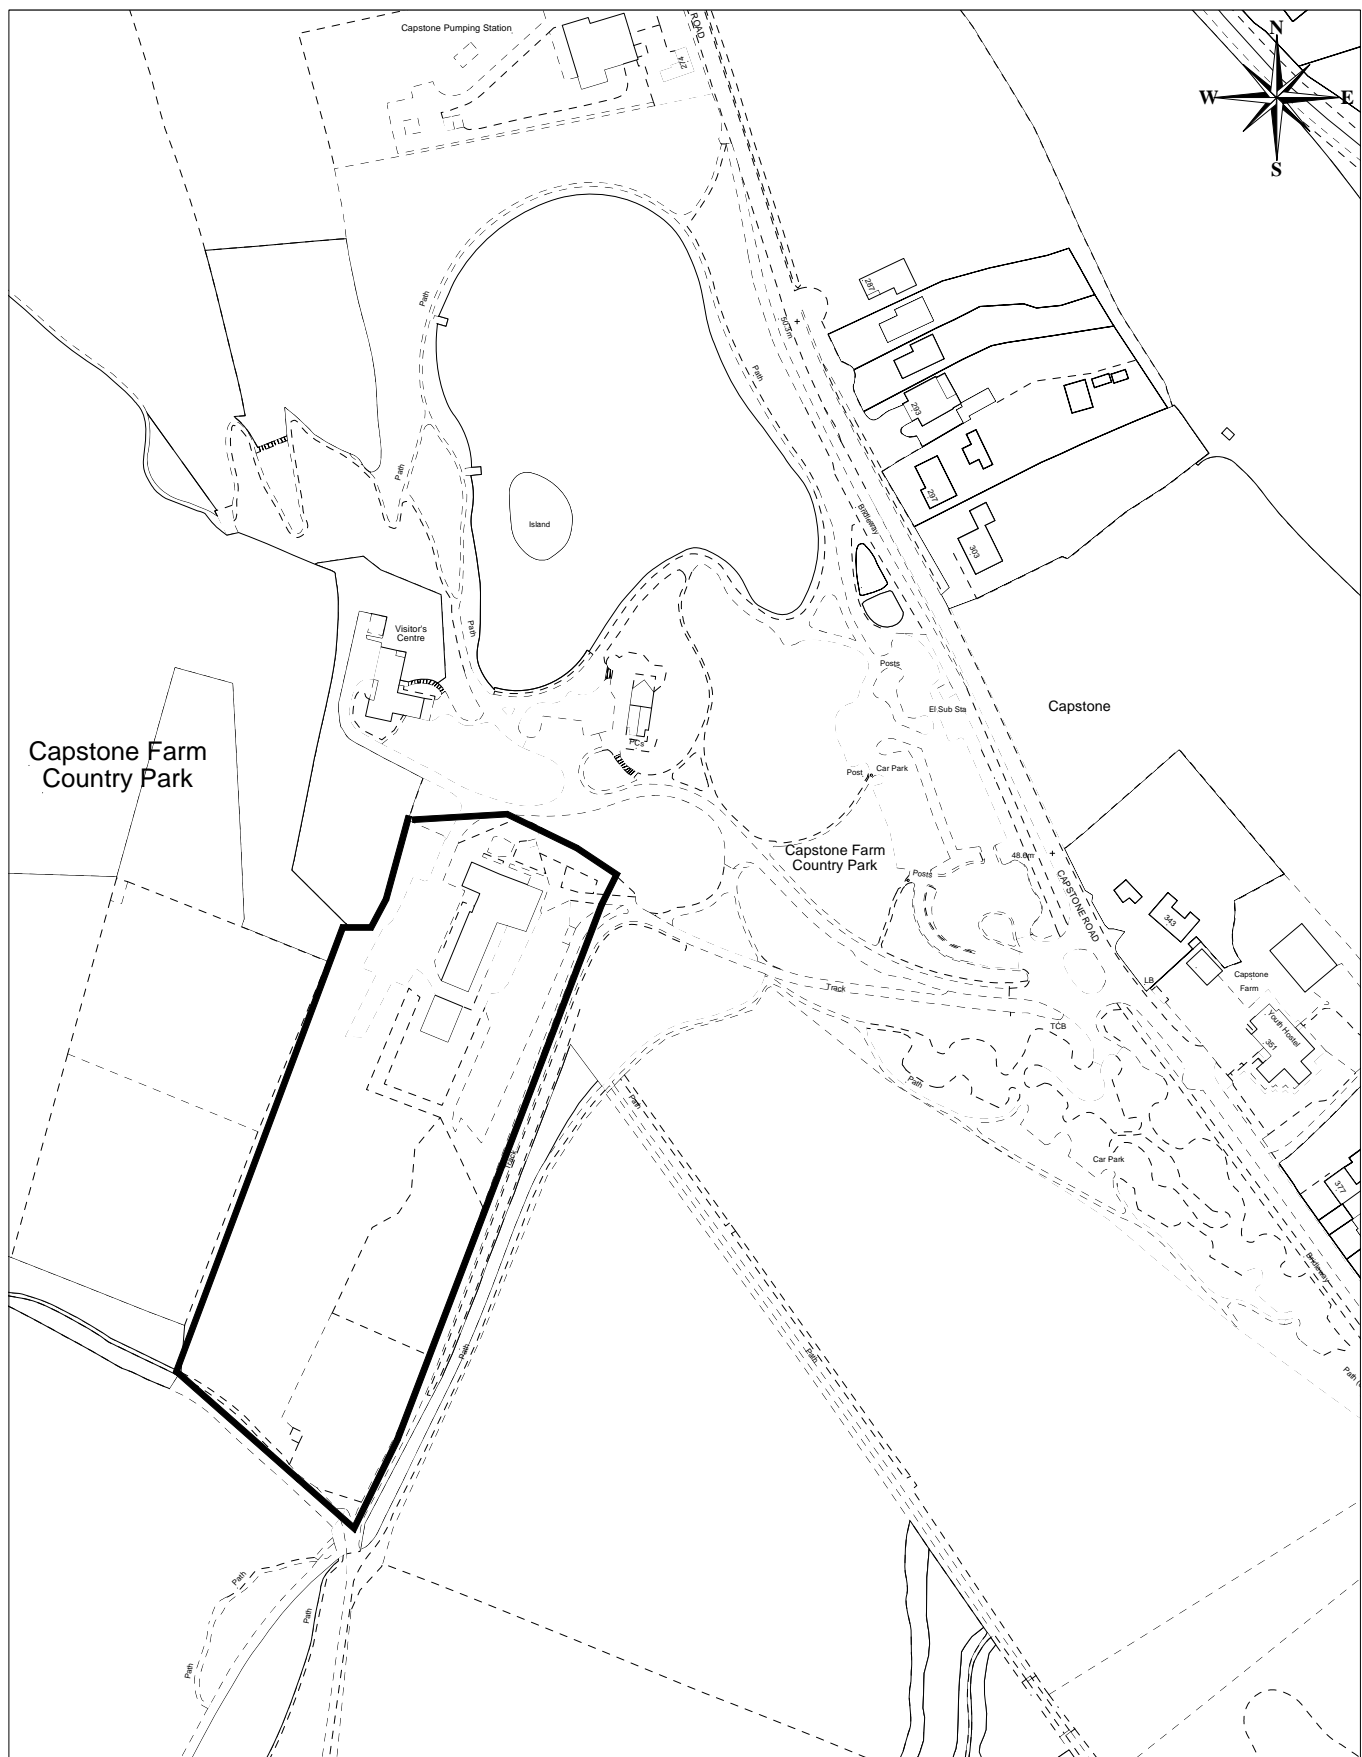 Capstone Pumping Station
ROAD
274
N
W
E
S
287
Path
50.3m
Path
293
Path
297
Island
Bridleway
303
Visitor's
Centre
Path
Posts
El Sub Sta
Capstone
PCs
Capstone Farm
Country Park
Post
Car Park
Capstone Farm
Country Park
48.6m
Posts
CAPSTONE ROAD
343
LB
Capstone
Farm
Track
TCB
Youth Hostel
351
Path
Path
Track
Car Park
377
Bridleway
Path
Path
Path
Path
Path
Path